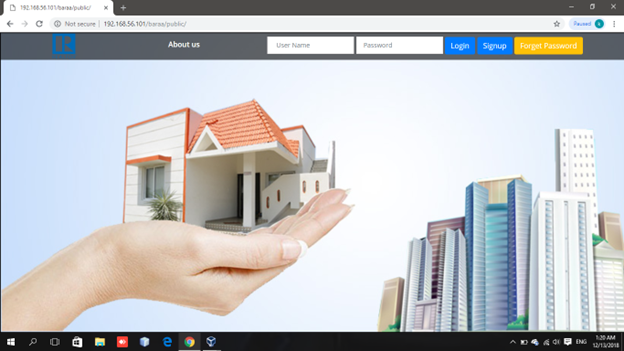 192.168.56.101/baraa/public/
Not secure | 192.168.56.101/baraa/public/
Paused
About us
User Name
Password
Login
Signup
Forget Password
ENG
1:20 AM
12/13/2018